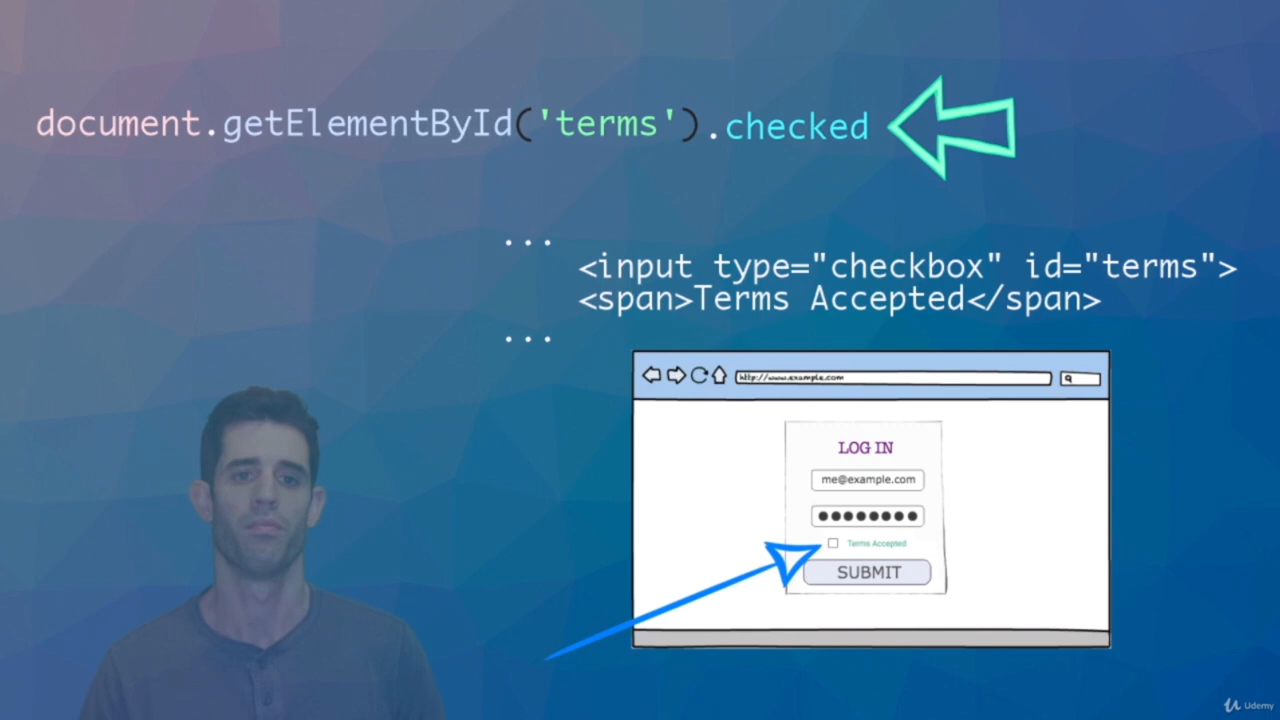 document.getElementById('terms').checked
...
<input type="checkbox" id="terms">
<span>Terms Accepted</span>
...
http://www.example.com
LOG IN
me@example.com
●●●●●●●●
Terms Accepted
SUBMIT
Udemy